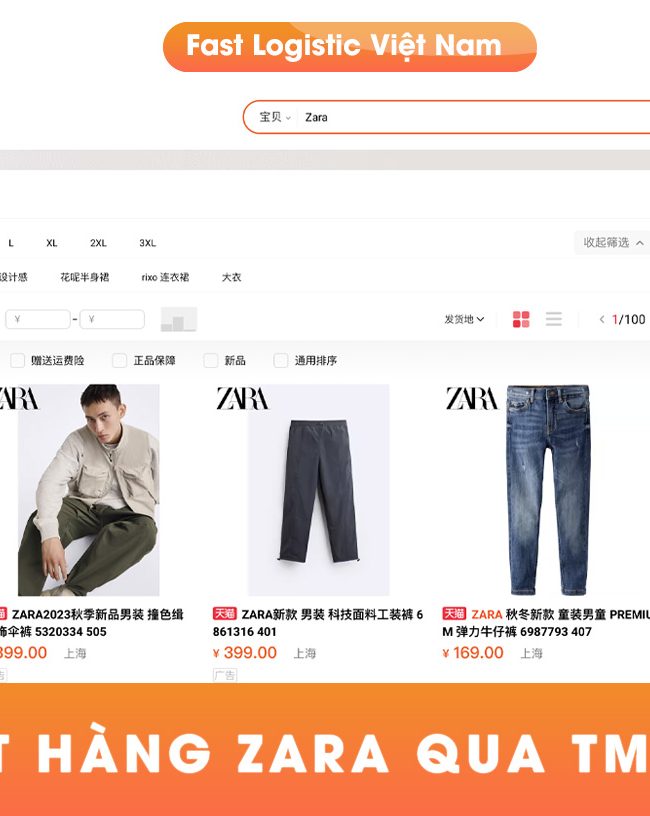 Fast Logistic Việt Nam
宝贝 Zara
L XL 2XL 3XL 收起筛选
设计感 花呢半身裙 rixo 连衣裙 大衣
¥ - ¥ 发货地 1/100
赠送运费险 正品保障 新品 通用排序
ZARA ZARA ZARA
天猫 ZARA新款 男装 科技面料工装裤 6
861316 401
¥ 399.00 上海
广告
ZARA2023秋季新品男装 撞色缉
饰伞裤 5320334 505
399.00 上海
天猫 ZARA 秋冬新款 童装男童 PREMIU
M 弹力牛仔裤 6987793 407
¥ 169.00 上海
T HÀNG ZARA QUA TM